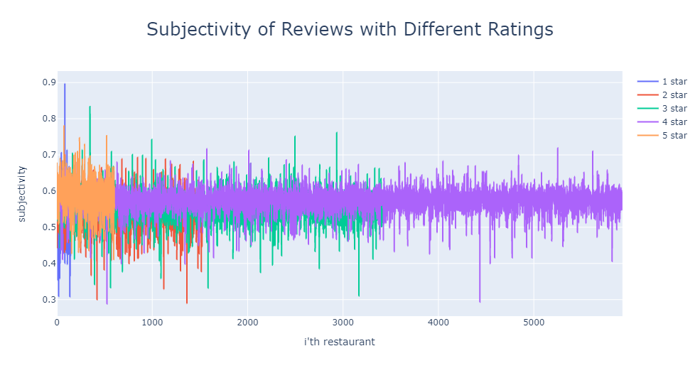 Subjectivity of Reviews with Different Ratings
0.9
0.8
0.7
0.6
0.5
0.4
0.3
subjectivity
0 1000 2000 3000 4000 5000
i'th restaurant
1 star
2 star
3 star
4 star
5 star